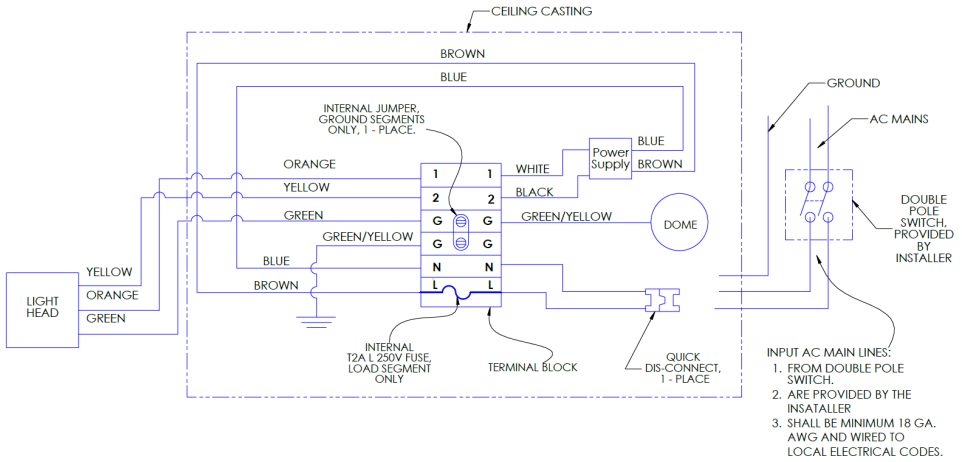 CEILING CASTING
BROWN
BLUE
INTERNAL JUMPER,
GROUND SEGMENTS
ONLY, 1 - PLACE.
GROUND
AC MAINS
BLUE
BROWN
Power
Supply
ORANGE
YELLOW
GREEN
GREEN/YELLOW
BLUE
BROWN
1 1
2 2
G G
G G
N N
L L
WHITE
BLACK
GREEN/YELLOW
DOME
DOUBLE
POLE
SWITCH,
PROVIDED
BY
INSTALLER
LIGHT
HEAD
YELLOW
ORANGE
GREEN
INTERNAL
T2A L 250V FUSE,
LOAD SEGMENT
ONLY
TERMINAL BLOCK
QUICK
DIS-CONNECT,
1 - PLACE
INPUT AC MAIN LINES:
1. FROM DOUBLE POLE
SWITCH.
2. ARE PROVIDED BY THE
INSATALLER
3. SHALL BE MINIMUM 18 GA.
AWG AND WIRED TO
LOCAL ELECTRICAL CODES.